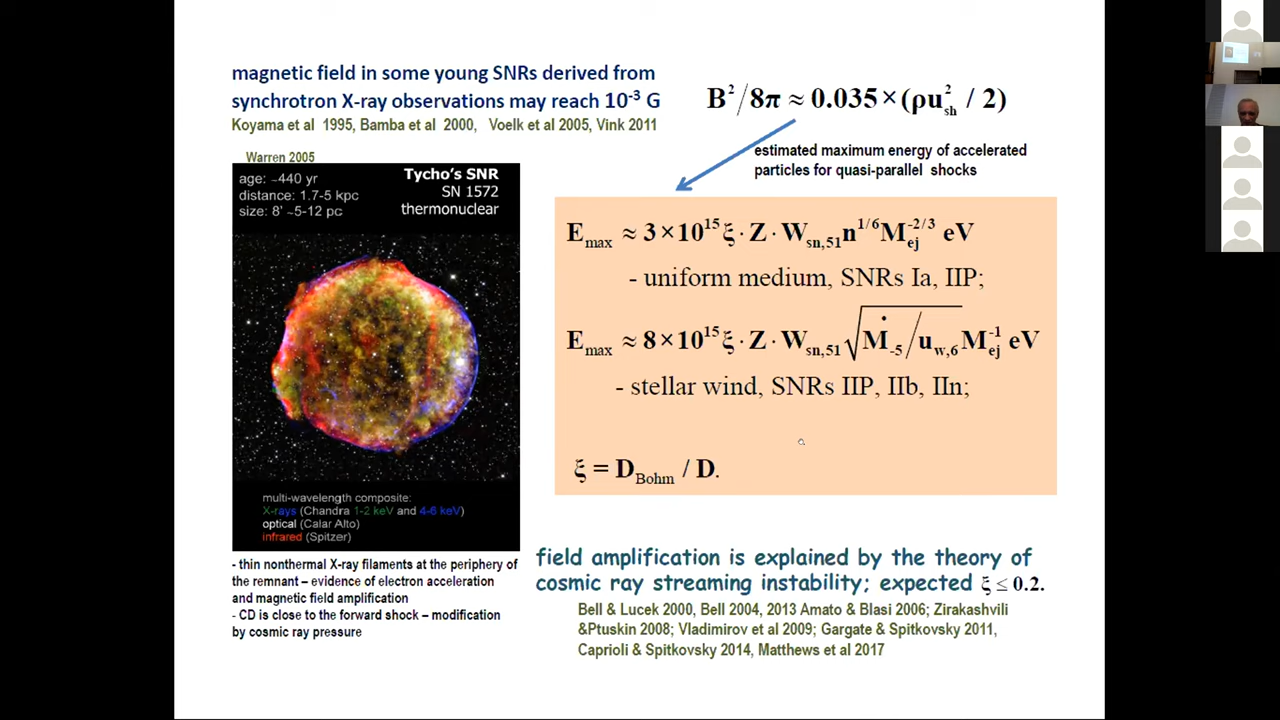 magnetic field in some young SNRs derived from
synchrotron X-ray observations may reach 10⁻³ G
Koyama et al 1995, Bamba et al 2000, Voelk et al 2005, Vink 2011
B²/8π ≈ 0.035×(ρu²sh / 2)
estimated maximum energy of accelerated
particles for quasi-parallel shocks
Warren 2005
age: ~440 yr
distance: 1.7-5 kpc
size: 8' ~5-12 pc
Tycho's SNR
SN 1572
thermonuclear
multi-wavelength composite:
X-rays (Chandra 1-2 keV and 4-6 keV)
optical (Calar Alto)
infrared (Spitzer)
- thin nonthermal X-ray filaments at the periphery of
the remnant – evidence of electron acceleration
and magnetic field amplification
- CD is close to the forward shock – modification
by cosmic ray pressure
Emax ≈ 3×10¹⁵ξ·Z·Wsn,51n^1/6Mej^-2/3 eV
- uniform medium, SNRs Ia, IIP;
Emax ≈ 8×10¹⁵ξ·Z·Wsn,51√Ṁ-5/uw,6 Mej^-1 eV
- stellar wind, SNRs IIP, IIb, IIn;
ξ = DBohm / D.
field amplification is explained by the theory of
cosmic ray streaming instability; expected ξ ≤ 0.2.
Bell & Lucek 2000, Bell 2004, 2013 Amato & Blasi 2006; Zirakashvili
&Ptuskin 2008; Vladimirov et al 2009; Gargate & Spitkovsky 2011,
Caprioli & Spitkovsky 2014, Matthews et al 2017